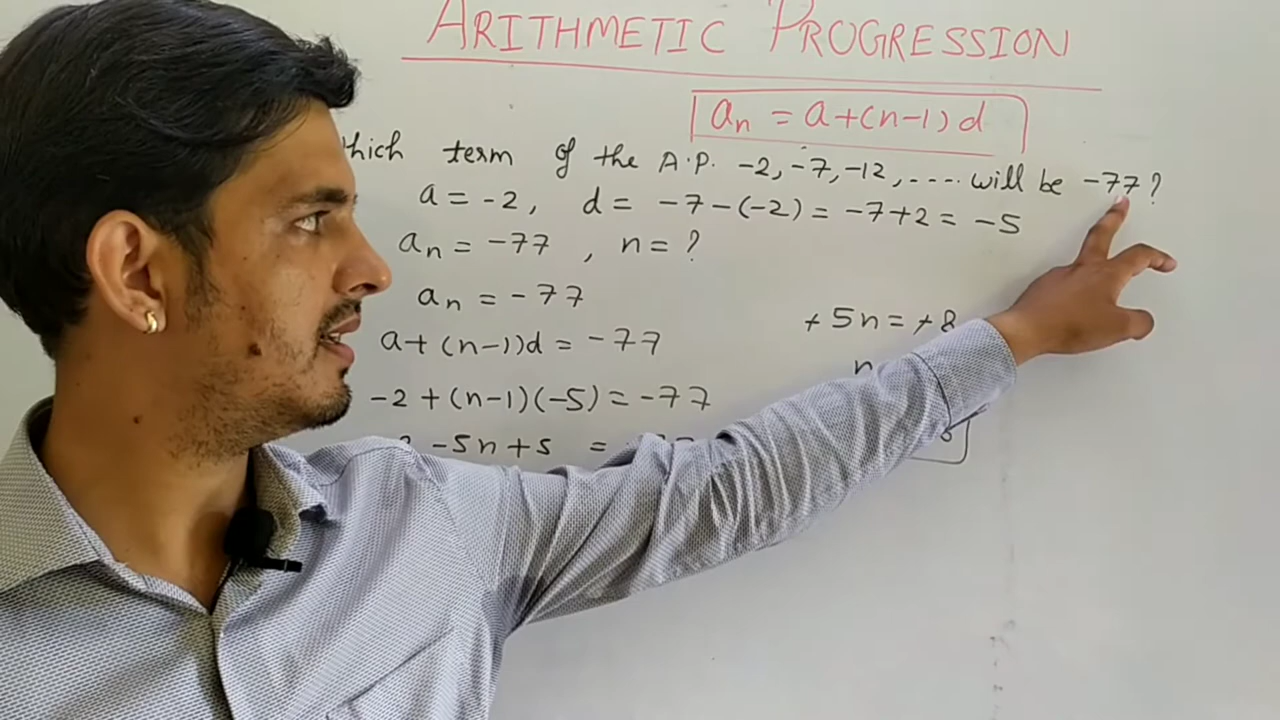 ARITHMETIC PROGRESSION
aₙ = a+(n-1)d
term of the A.P. -2, -7, -12, .... will be -77?
a = -2, d = -7-(-2) = -7+2 = -5
aₙ = -77 , n = ?
aₙ = -77
a+(n-1)d = -77
-2 + (n-1)(-5) = -77
-5n+5 =
+5n = +8
n